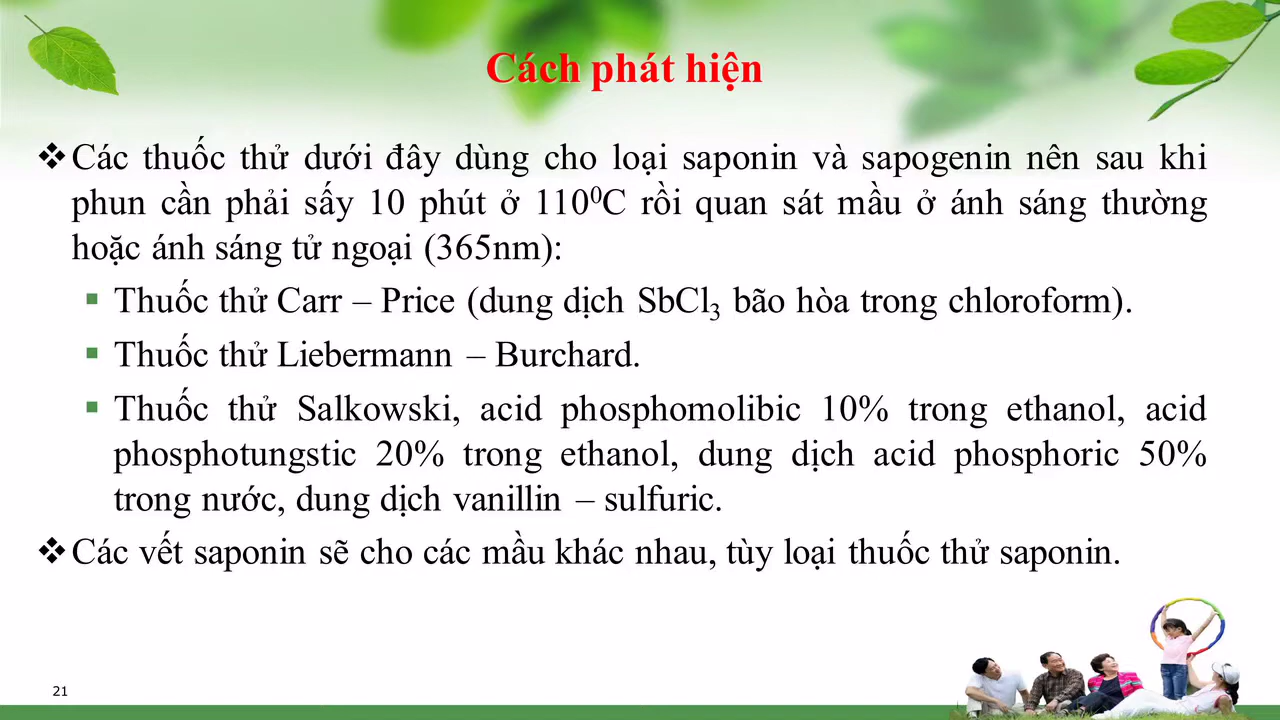 Cách phát hiện
❖Các thuốc thử dưới đây dùng cho loại saponin và sapogenin nên sau khi
phun cần phải sấy 10 phút ở 110⁰C rồi quan sát mầu ở ánh sáng thường
hoặc ánh sáng tử ngoại (365nm):
▪ Thuốc thử Carr – Price (dung dịch SbCl₃ bão hòa trong chloroform).
▪ Thuốc thử Liebermann – Burchard.
▪ Thuốc thử Salkowski, acid phosphomolibic 10% trong ethanol, acid
phosphotungstic 20% trong ethanol, dung dịch acid phosphoric 50%
trong nước, dung dịch vanillin – sulfuric.
❖Các vết saponin sẽ cho các mầu khác nhau, tùy loại thuốc thử saponin.
21